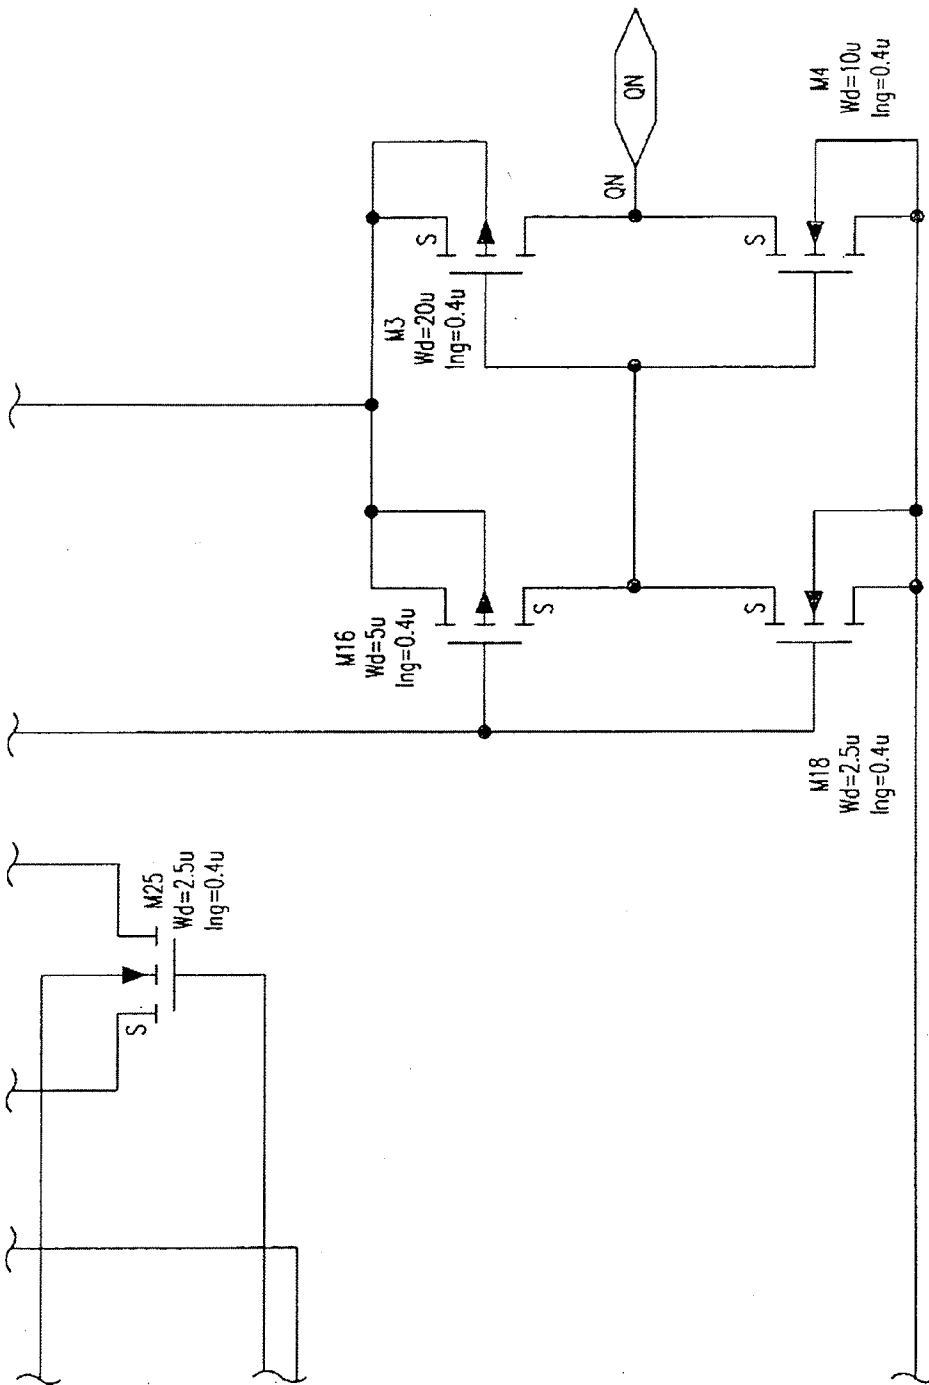 M25
Wd=2.5u
lng=0.4u
S
M16
Wd=5u
lng=0.4u
S
M18
Wd=2.5u
lng=0.4u
S
M3
Wd=20u
lng=0.4u
S
M4
Wd=10u
lng=0.4u
S
QN
QN